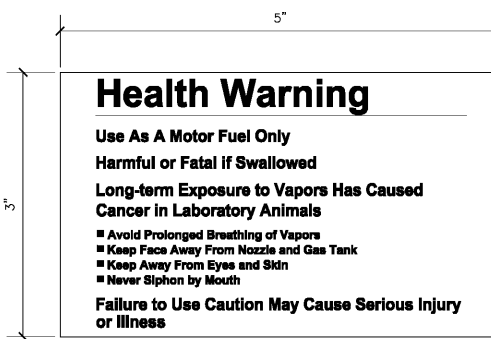 5"
3"
Health Warning
Use As A Motor Fuel Only
Harmful or Fatal if Swallowed
Long-term Exposure to Vapors Has Caused
Cancer in Laboratory Animals
■ Avoid Prolonged Breathing of Vapors
■ Keep Face Away From Nozzle and Gas Tank
■ Keep Away From Eyes and Skin
■ Never Siphon by Mouth
Failure to Use Caution May Cause Serious Injury
or Illness